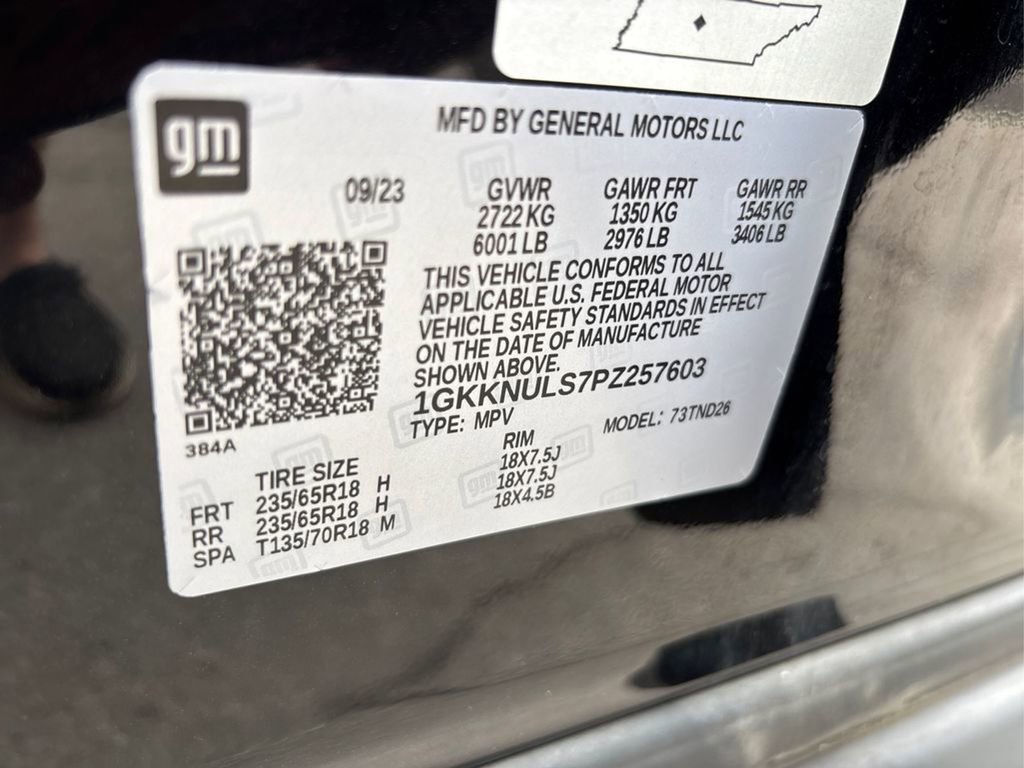 gm
MFD BY GENERAL MOTORS LLC
09/23 GVWR GAWR FRT GAWR RR
2722 KG 1350 KG 1545 KG
6001 LB 2976 LB 3406 LB
THIS VEHICLE CONFORMS TO ALL
APPLICABLE U.S. FEDERAL MOTOR
VEHICLE SAFETY STANDARDS IN EFFECT
ON THE DATE OF MANUFACTURE
SHOWN ABOVE.
1GKKNULS7PZ257603
TYPE: MPV MODEL: 73TND26
384A
TIRE SIZE RIM
FRT 235/65R18 H 18X7.5J
RR 235/65R18 H 18X7.5J
SPA T135/70R18 M 18X4.5B